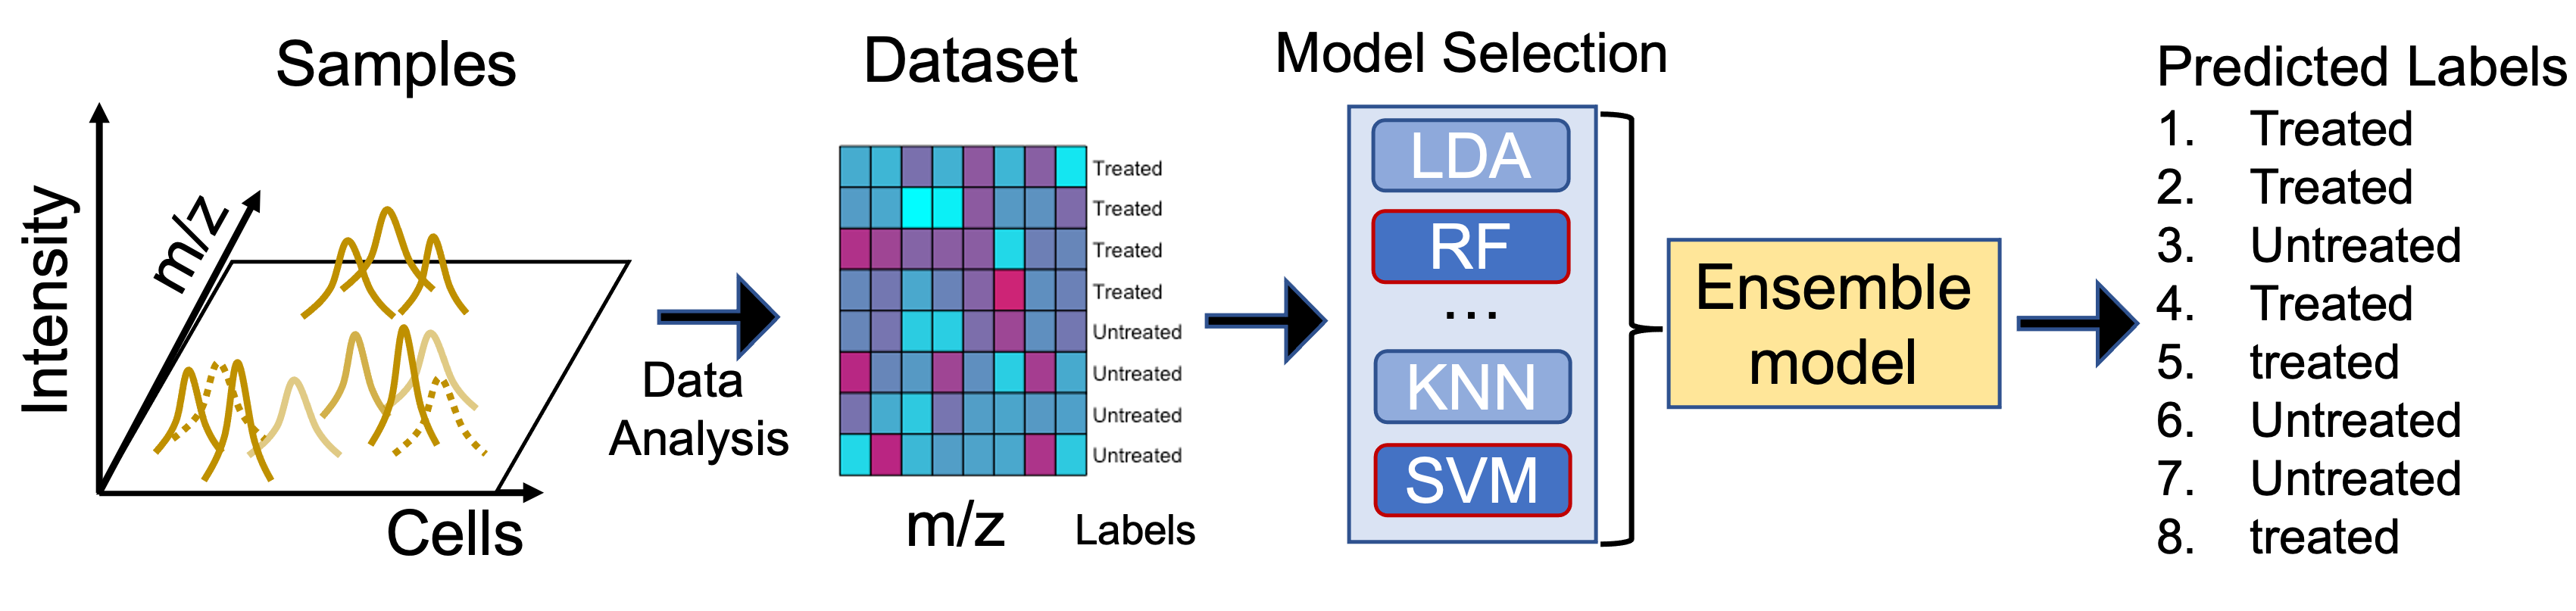 Samples
Intensity
m/z
Cells
Data
Analysis
Dataset
Treated
Treated
Treated
Treated
Untreated
Untreated
Untreated
Untreated
m/z
Labels
Model Selection
LDA
RF
...
KNN
SVM
Ensemble
model
Predicted Labels
1. Treated
2. Treated
3. Untreated
4. Treated
5. treated
6. Untreated
7. Untreated
8. treated